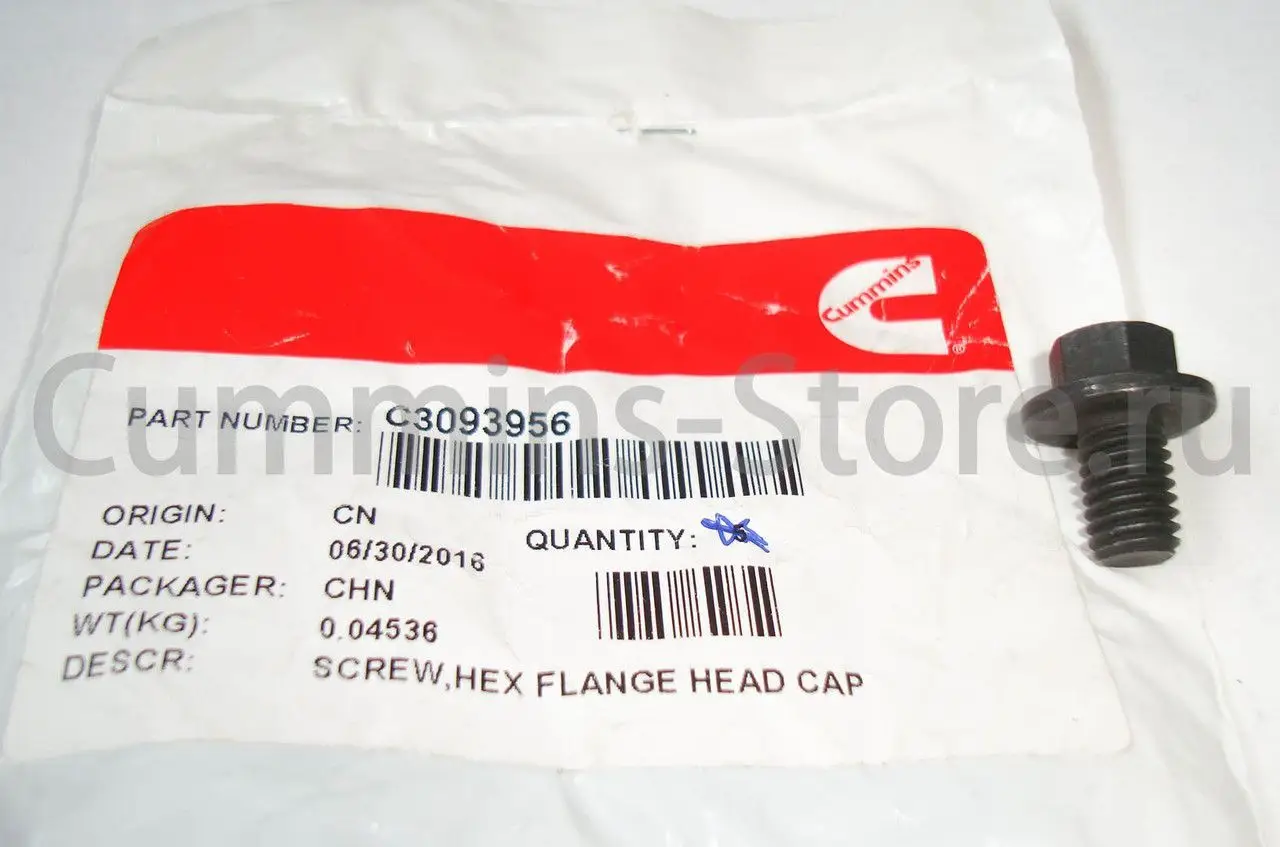 Cummins
®
PART NUMBER: C3093956
Cummins-Store.ru
ORIGIN: CN
QUANTITY: 5
DATE: 06/30/2016
PACKAGER: CHN
WT(KG): 0.04536
DESCR: SCREW,HEX FLANGE HEAD CAP